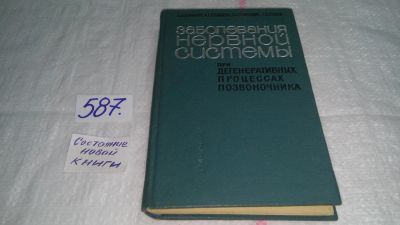 заболевания
нервной
системы
при
ДЕГЕНЕРАТИВНЫХ
ПРОЦЕССАХ
ПОЗВОНОЧНИКА
587.
Состояние
новой
книги